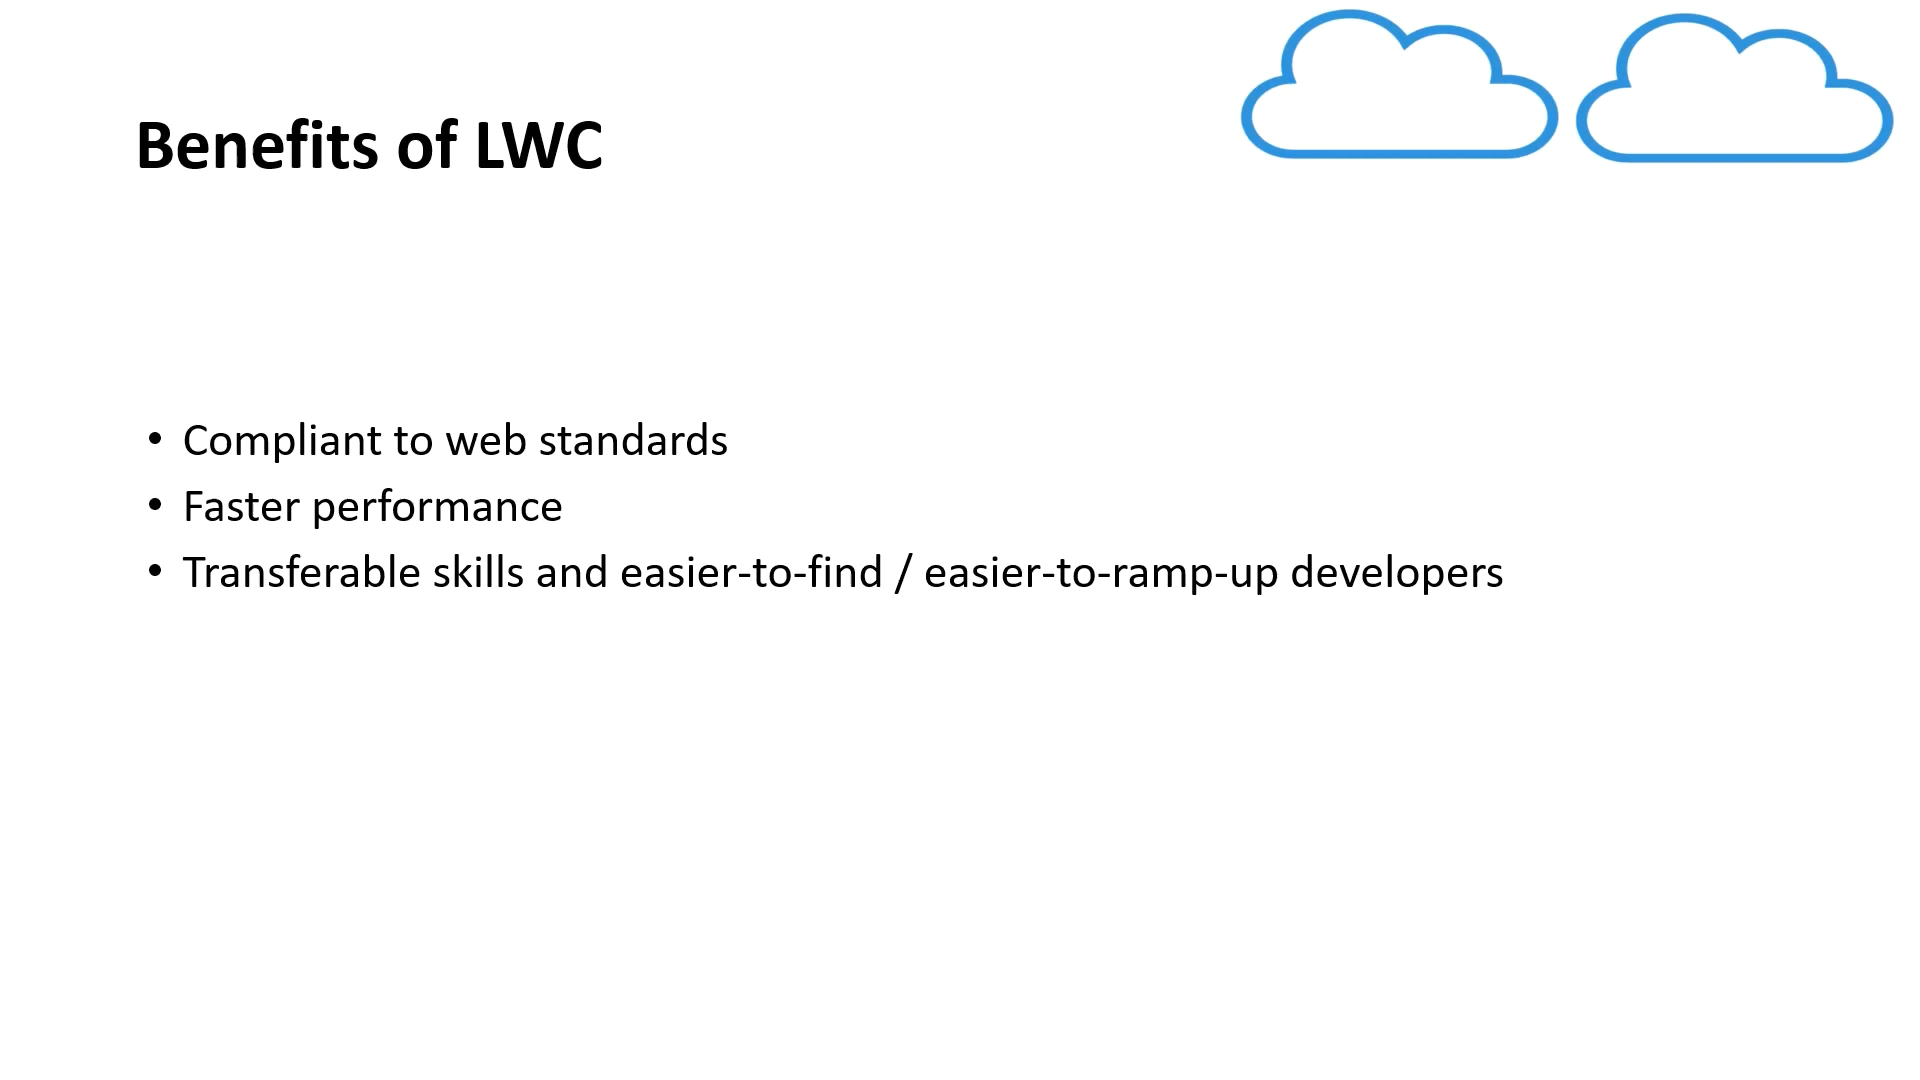 Benefits of LWC
• Compliant to web standards
• Faster performance
• Transferable skills and easier-to-find / easier-to-ramp-up developers